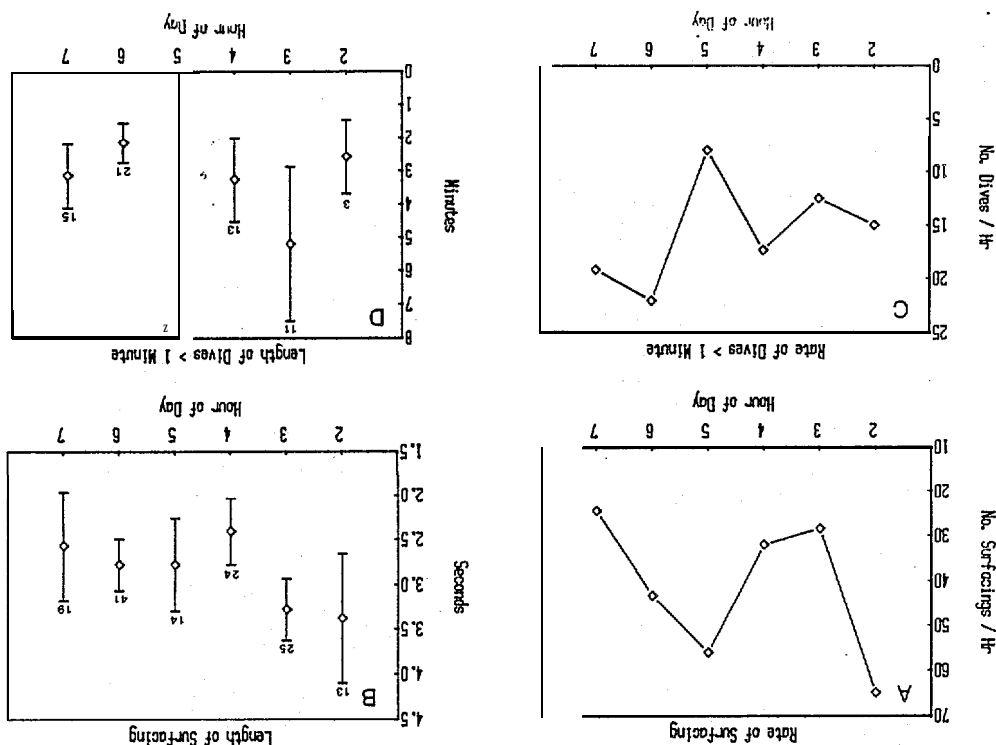 Rate of Surfacing
A
No. Surfacings / Hr
70
60
50
40
30
20
10
2 3 4 5 6 7
Hour of Day
Length of Surfacing
B
Seconds
4.5
4.0
3.5
3.0
2.5
2.0
1.5
13 25 24 14 41 19
2 3 4 5 6 7
Hour of Day
Rate of Dives > 1 Minute
C
No. Dives / Hr
25
20
15
10
5
0
2 3 4 5 6 7
Hour of Day
Length of Dives > 1 Minute
D
Minutes
8
7
6
5
4
3
2
1
0
3 11 13 21 15
2 3 4 5 6 7
Hour of Day